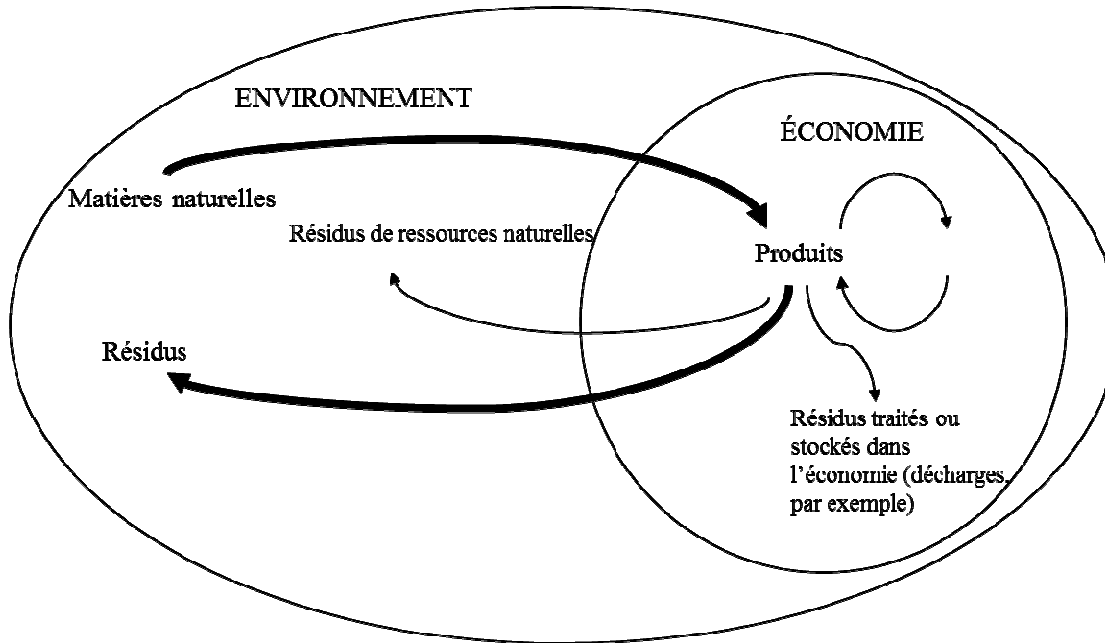 ENVIRONNEMENT
ÉCONOMIE
Matières naturelles
Résidus de ressources naturelles
Produits
Résidus
Résidus traités ou
stockés dans
l'économie (décharges,
par exemple)